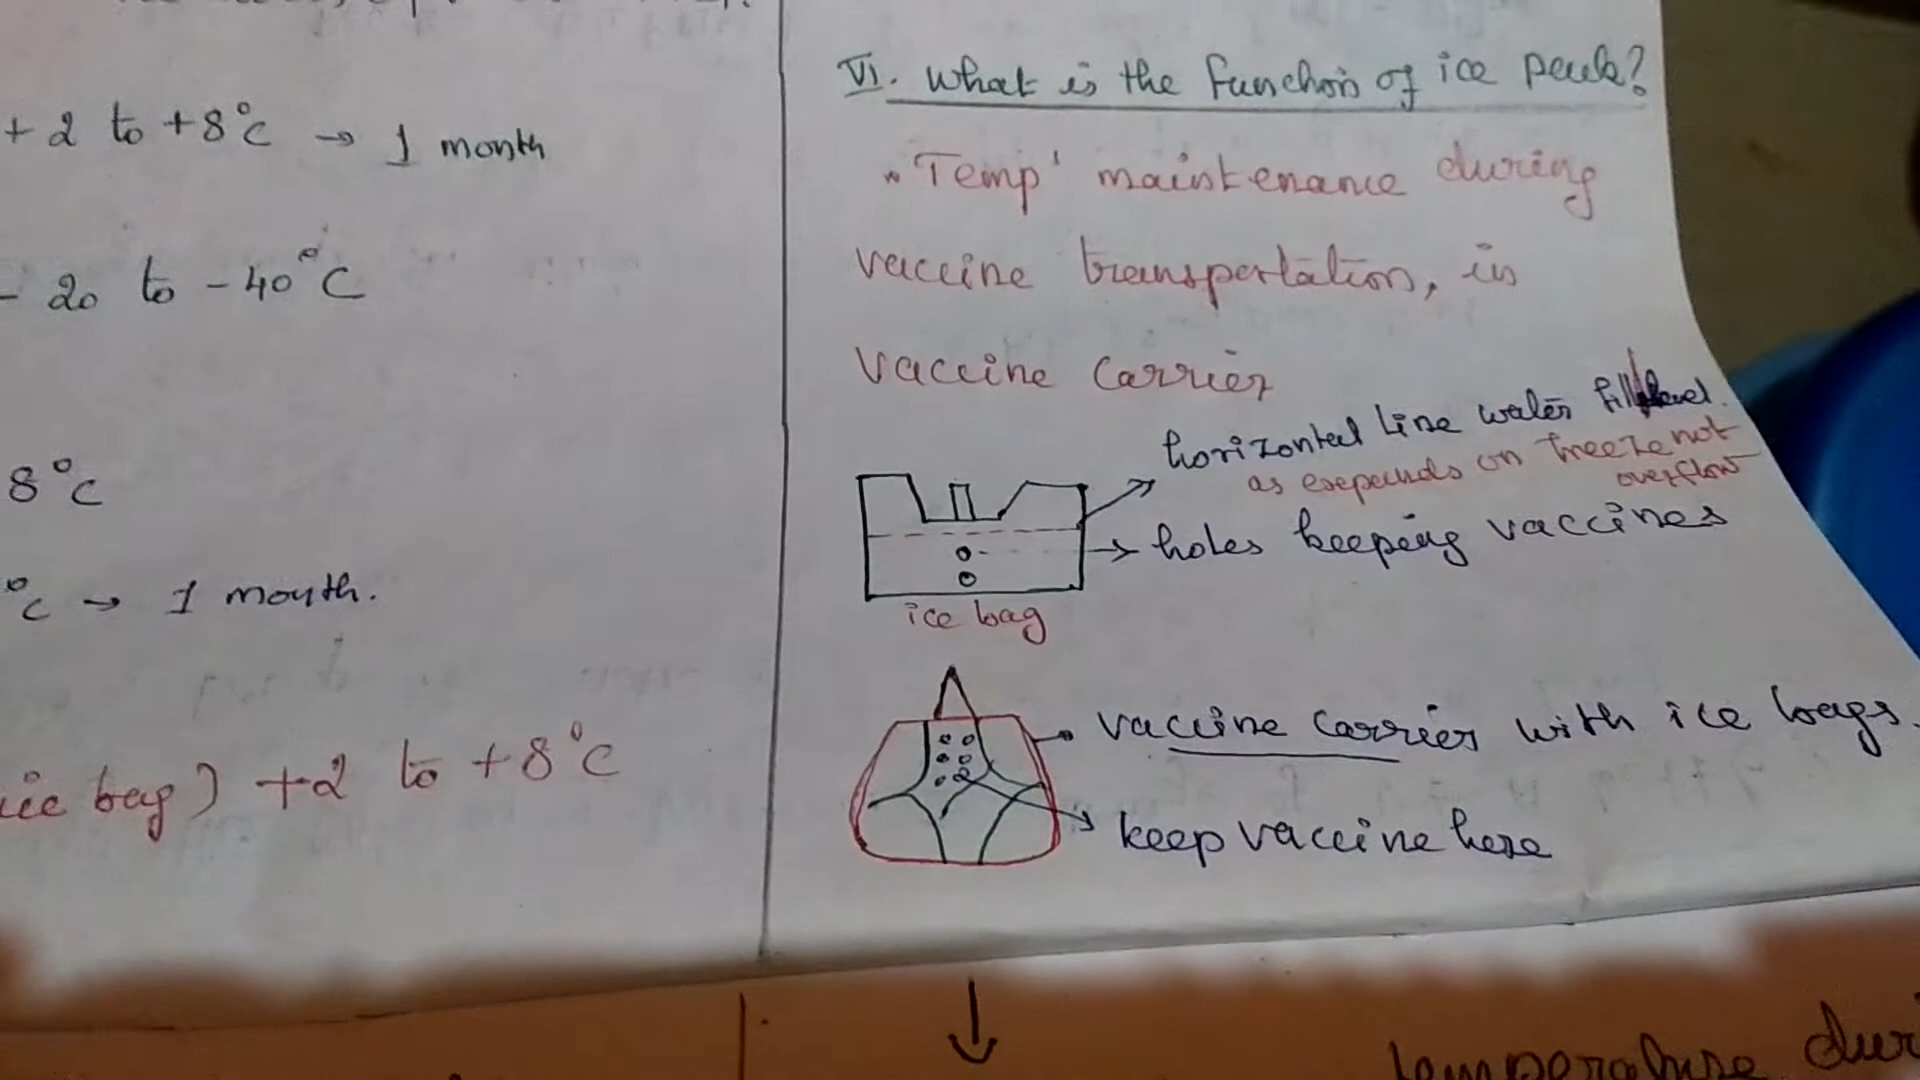 + 2 to +8°C → 1 month
- 20 to - 40°C
8°C
°C → 1 month.
ice bag) +2 to +8°C
VI. What is the function of ice pack?
Temp' maintenance during
vaccine transportation, in
vaccine carrier
horizontal line water fill level.
as expands on freeze not
overflow
→ holes keeping vaccines
ice bag
→ vaccine carrier with ice bags.
keep vaccine here
temperature dur